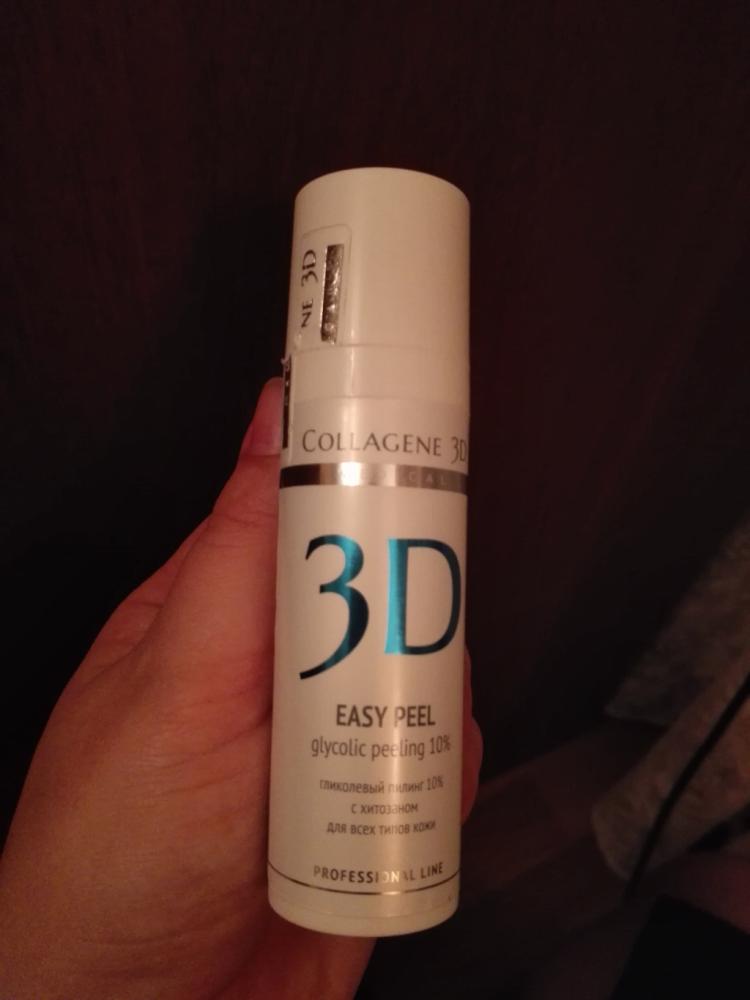 NE 3D
COLLAGENE 3D
MEDICAL
3D
EASY PEEL
glycolic peeling 10%
гликолевый пилинг 10%
с хитозаном
для всех типов кожи
PROFESSIONAL LINE